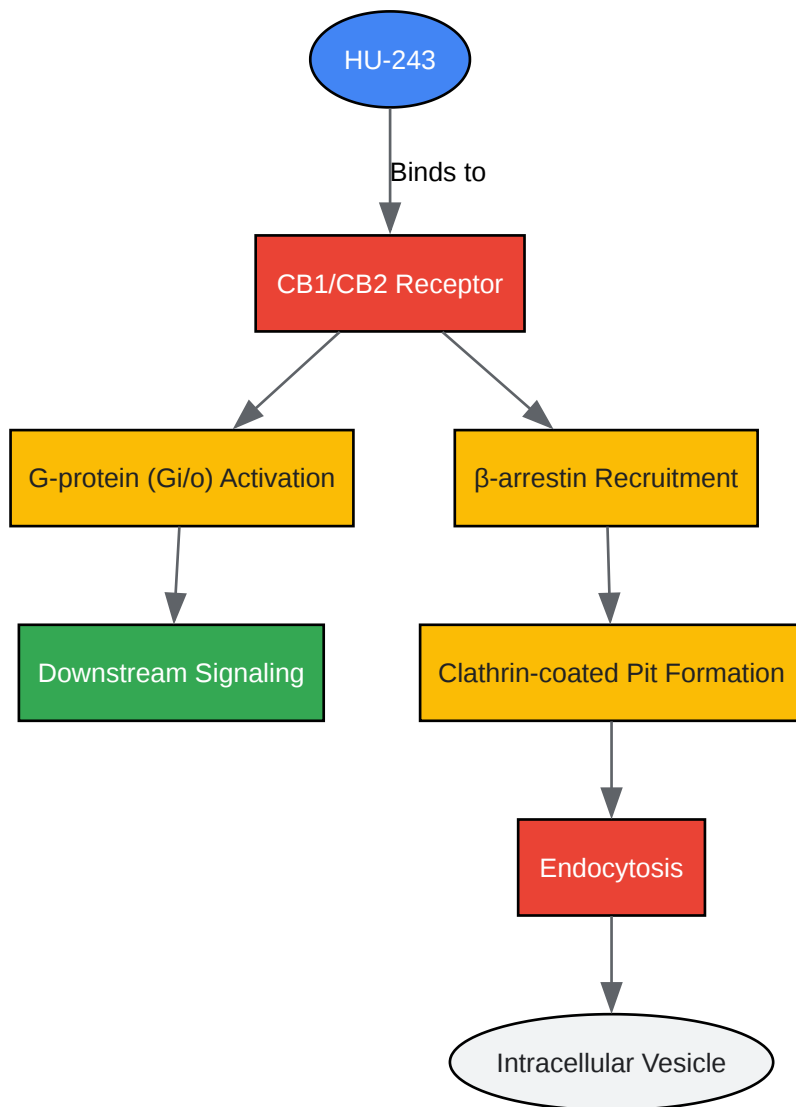 HU-243
Binds to
CB1/CB2 Receptor
G-protein (Gi/o) Activation
β-arrestin Recruitment
Downstream Signaling
Clathrin-coated Pit Formation
Endocytosis
Intracellular Vesicle